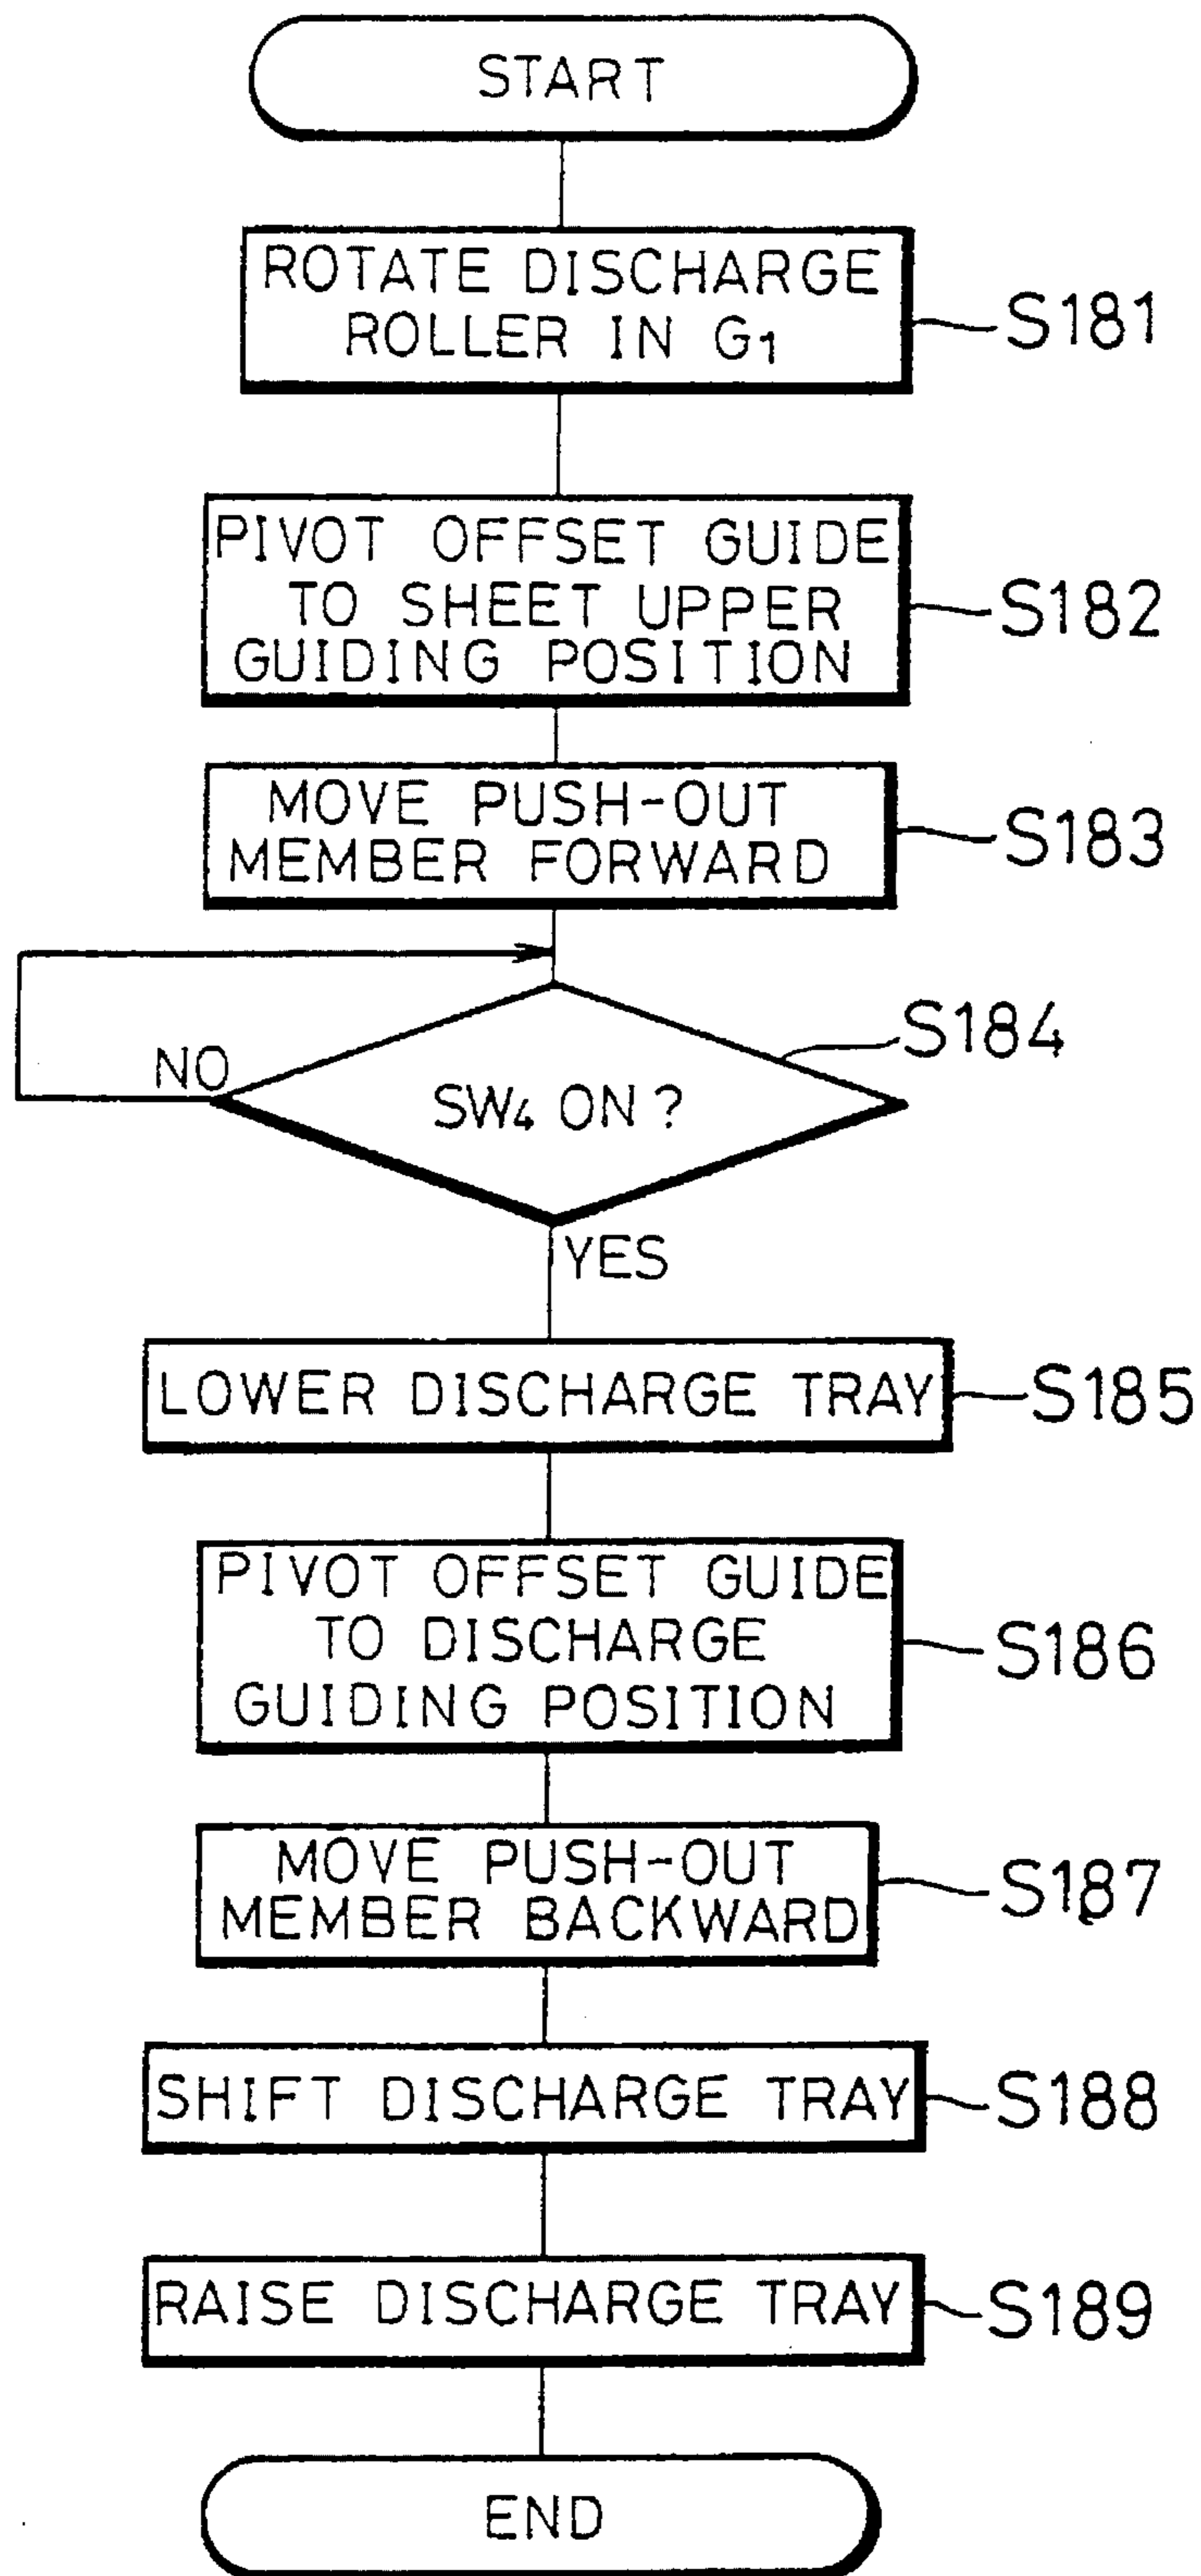 START
ROTATE DISCHARGE
ROLLER IN G1
S181
PIVOT OFFSET GUIDE
TO SHEET UPPER
GUIDING POSITION
S182
MOVE PUSH-OUT
MEMBER FORWARD
S183
S184
NO
SW4 ON ?
YES
LOWER DISCHARGE TRAY
S185
PIVOT OFFSET GUIDE
TO DISCHARGE
GUIDING POSITION
S186
MOVE PUSH-OUT
MEMBER BACKWARD
S187
SHIFT DISCHARGE TRAY
S188
RAISE DISCHARGE TRAY
S189
END